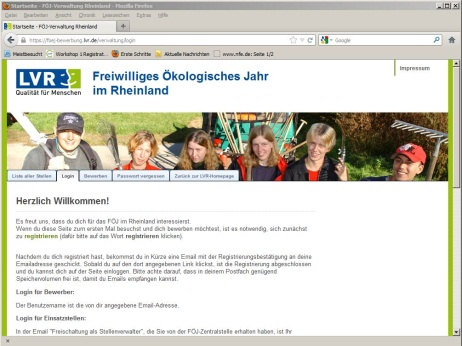 Startseite - FÖJ-Verwaltung Rheinland - Mozilla Firefox
Datei Bearbeiten Ansicht Chronik Lesezeichen Extras Hilfe
Startseite - FÖJ-Verwaltung Rheinland
https://foej-bewerbung.lvr.de/verwaltung/login
Google
Meistbesucht Workshop 1 Registrat... Erste Schritte Aktuelle Nachrichten ::: www.nfis.de: Seite 1/2
LVR
Qualität für Menschen
Freiwilliges Ökologisches Jahr
im Rheinland
Impressum
Liste aller Stellen Login Bewerben Passwort vergessen Zurück zur LVR-Homepage
Herzlich Willkommen!
Es freut uns, dass du dich für das FÖJ im Rheinland interessierst.
Wenn du diese Seite zum ersten Mal besuchst und dich bewerben möchtest, ist es notwendig, sich zunächst
zu registrieren (dafür bitte auf das Wort registrieren klicken).
Nachdem du dich registriert hast, bekommst du in Kürze eine Email mit der Registrierungsbestätigung an deine
Emailadresse geschickt. Sobald du auf den dort angegebenen Link klickst, ist die Registrierung abgeschlossen
und du kannst dich auf der Seite einloggen. Bitte achte darauf, dass in deinem Postfach genügend
Speichervolumen frei ist, damit du Emails empfangen kannst.
Login für Bewerber:
Der Benutzername ist die von dir angegebene Email-Adresse.
Login für Einsatzstellen:
In der Email "Freischaltung als Stellenverwalter", die Sie von der FÖJ-Zentralstelle erhalten haben, ist Ihr